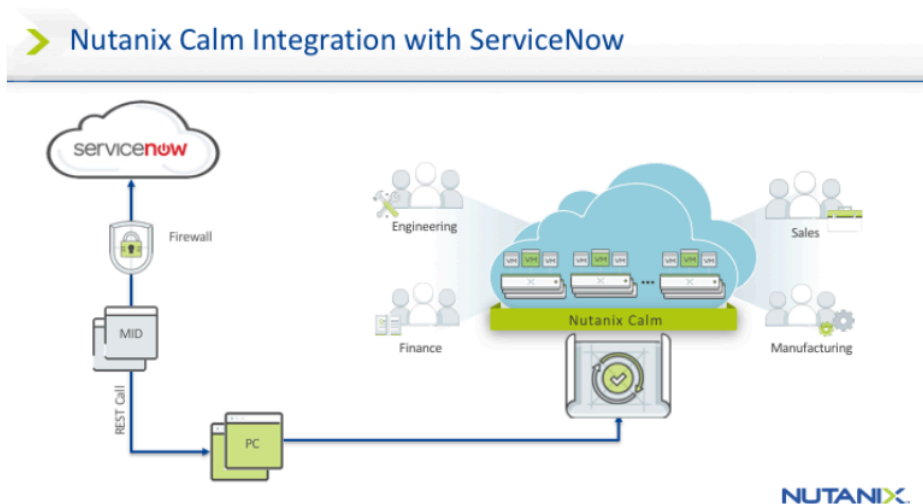 Nutanix Calm Integration with ServiceNow
servicenow
Firewall
MID
REST Call
PC
Engineering
Finance
Sales
Manufacturing
VM VM VM
VM VM VM
VM VM VM
Nutanix Calm
NUTANIX